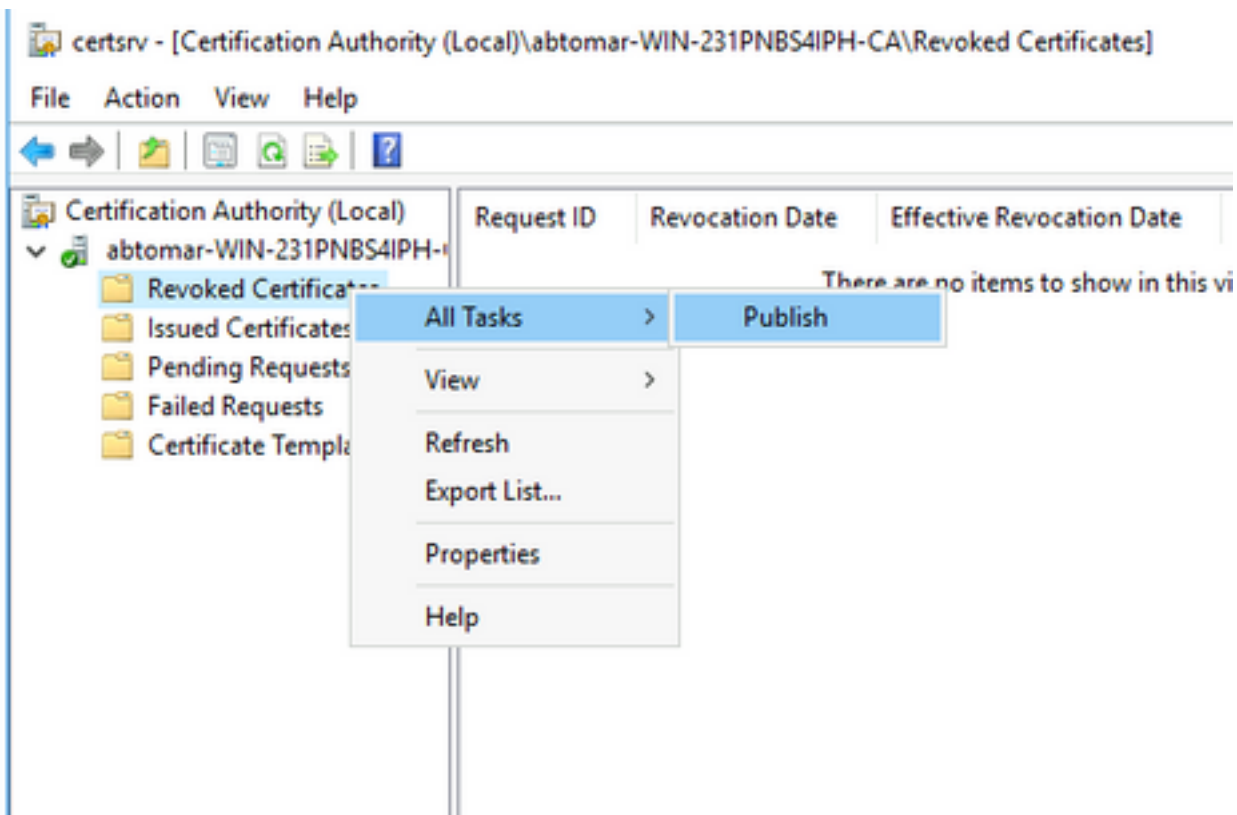 certsrv - [Certification Authority (Local)\abtomar-WIN-231PNBS4IPH-CA\Revoked Certificates]
File Action View Help
Certification Authority (Local)
abtomar-WIN-231PNBS4IPH-
Revoked Certificates
Issued Certificates
Pending Requests
Failed Requests
Certificate Templa
Request ID Revocation Date Effective Revocation Date
There are no items to show in this vi
All Tasks > Publish
View >
Refresh
Export List...
Properties
Help